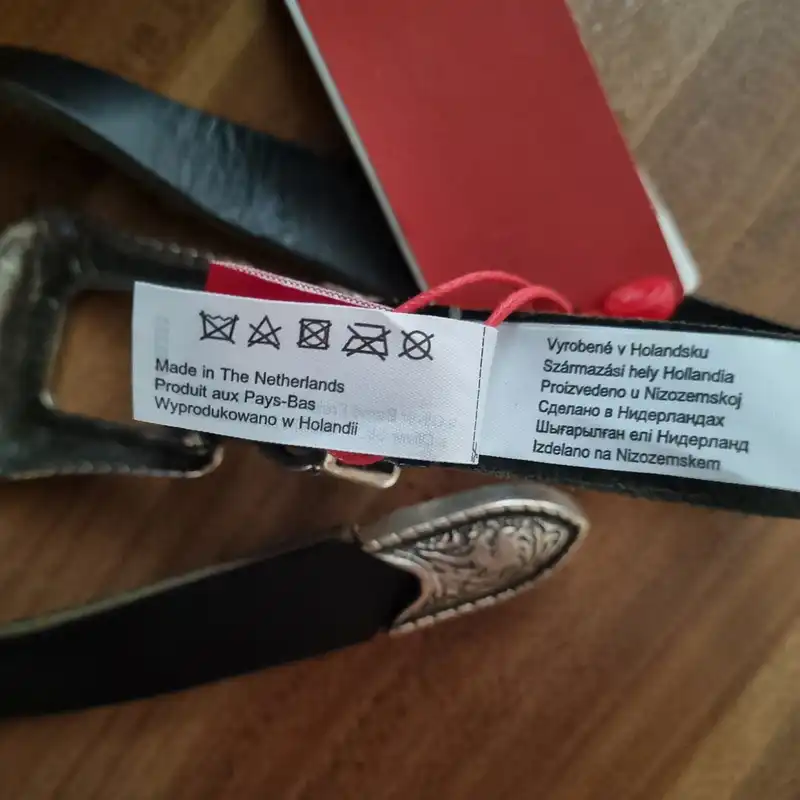 Made in The Netherlands
Produit aux Pays-Bas
Wyprodukowano w Holandii
Vyrobené v Holandsku
Származási hely Hollandia
Proizvedeno u Nizozemskoj
Сделано в Нидерландах
Шығарылған елі Нидерланд
Izdelano na Nizozemskem